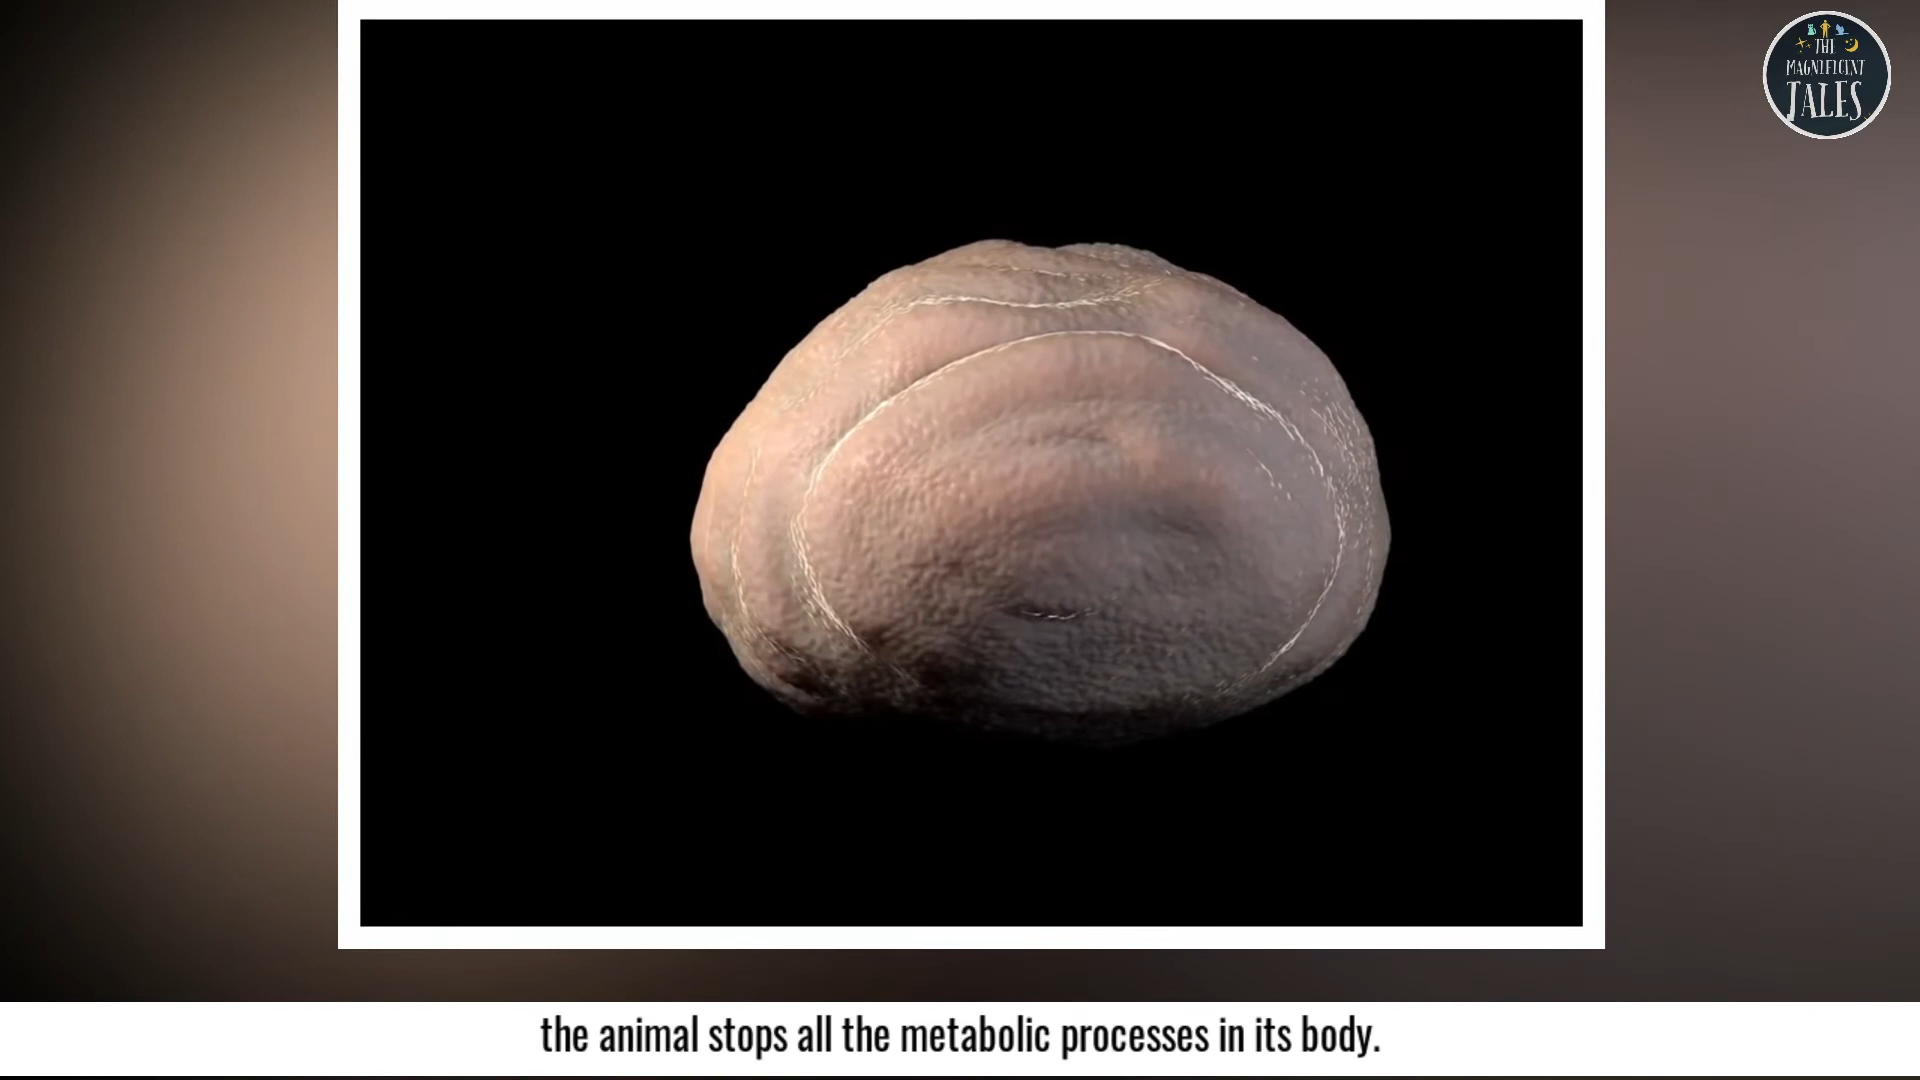 THE
MAGNIFICENT
TALES
the animal stops all the metabolic processes in its body.